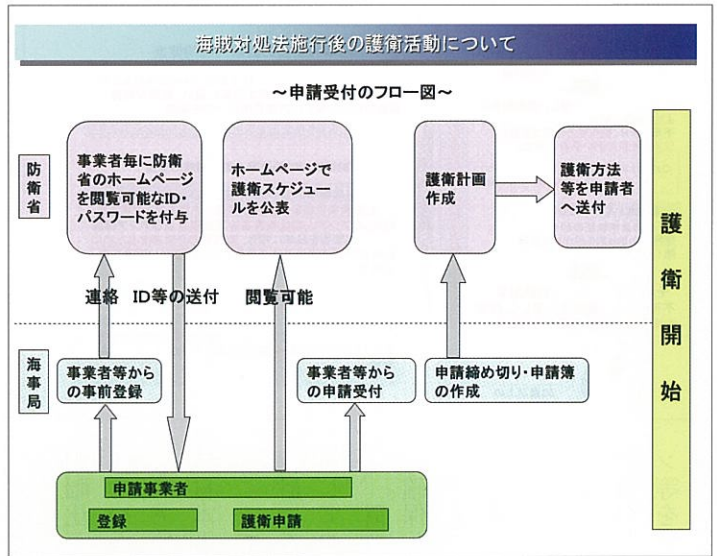 海賊対処法施行後の護衛活動について
～申請受付のフロー図～
防衛省
事業者毎に防衛
省のホームページ
を閲覧可能なID・
パスワードを付与
ホームページで
護衛スケジュー
ルを公表
護衛計画
作成
護衛方法
等を申請者
へ送付
護衛開始
連絡
ID等の送付
閲覧可能
海事局
事業者等から
の事前登録
事業者等から
の申請受付
申請締め切り・申請簿
の作成
申請事業者
登録
護衛申請